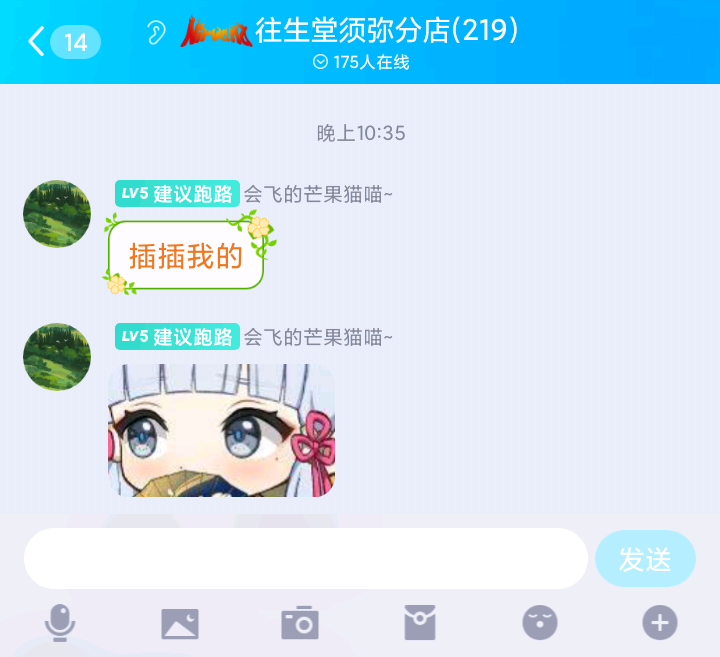 14
往生堂须弥分店(219)
175人在线
晚上10:35
LV5 建议跑路 会飞的芒果猫喵~
插插我的
LV5 建议跑路 会飞的芒果猫喵~
发送